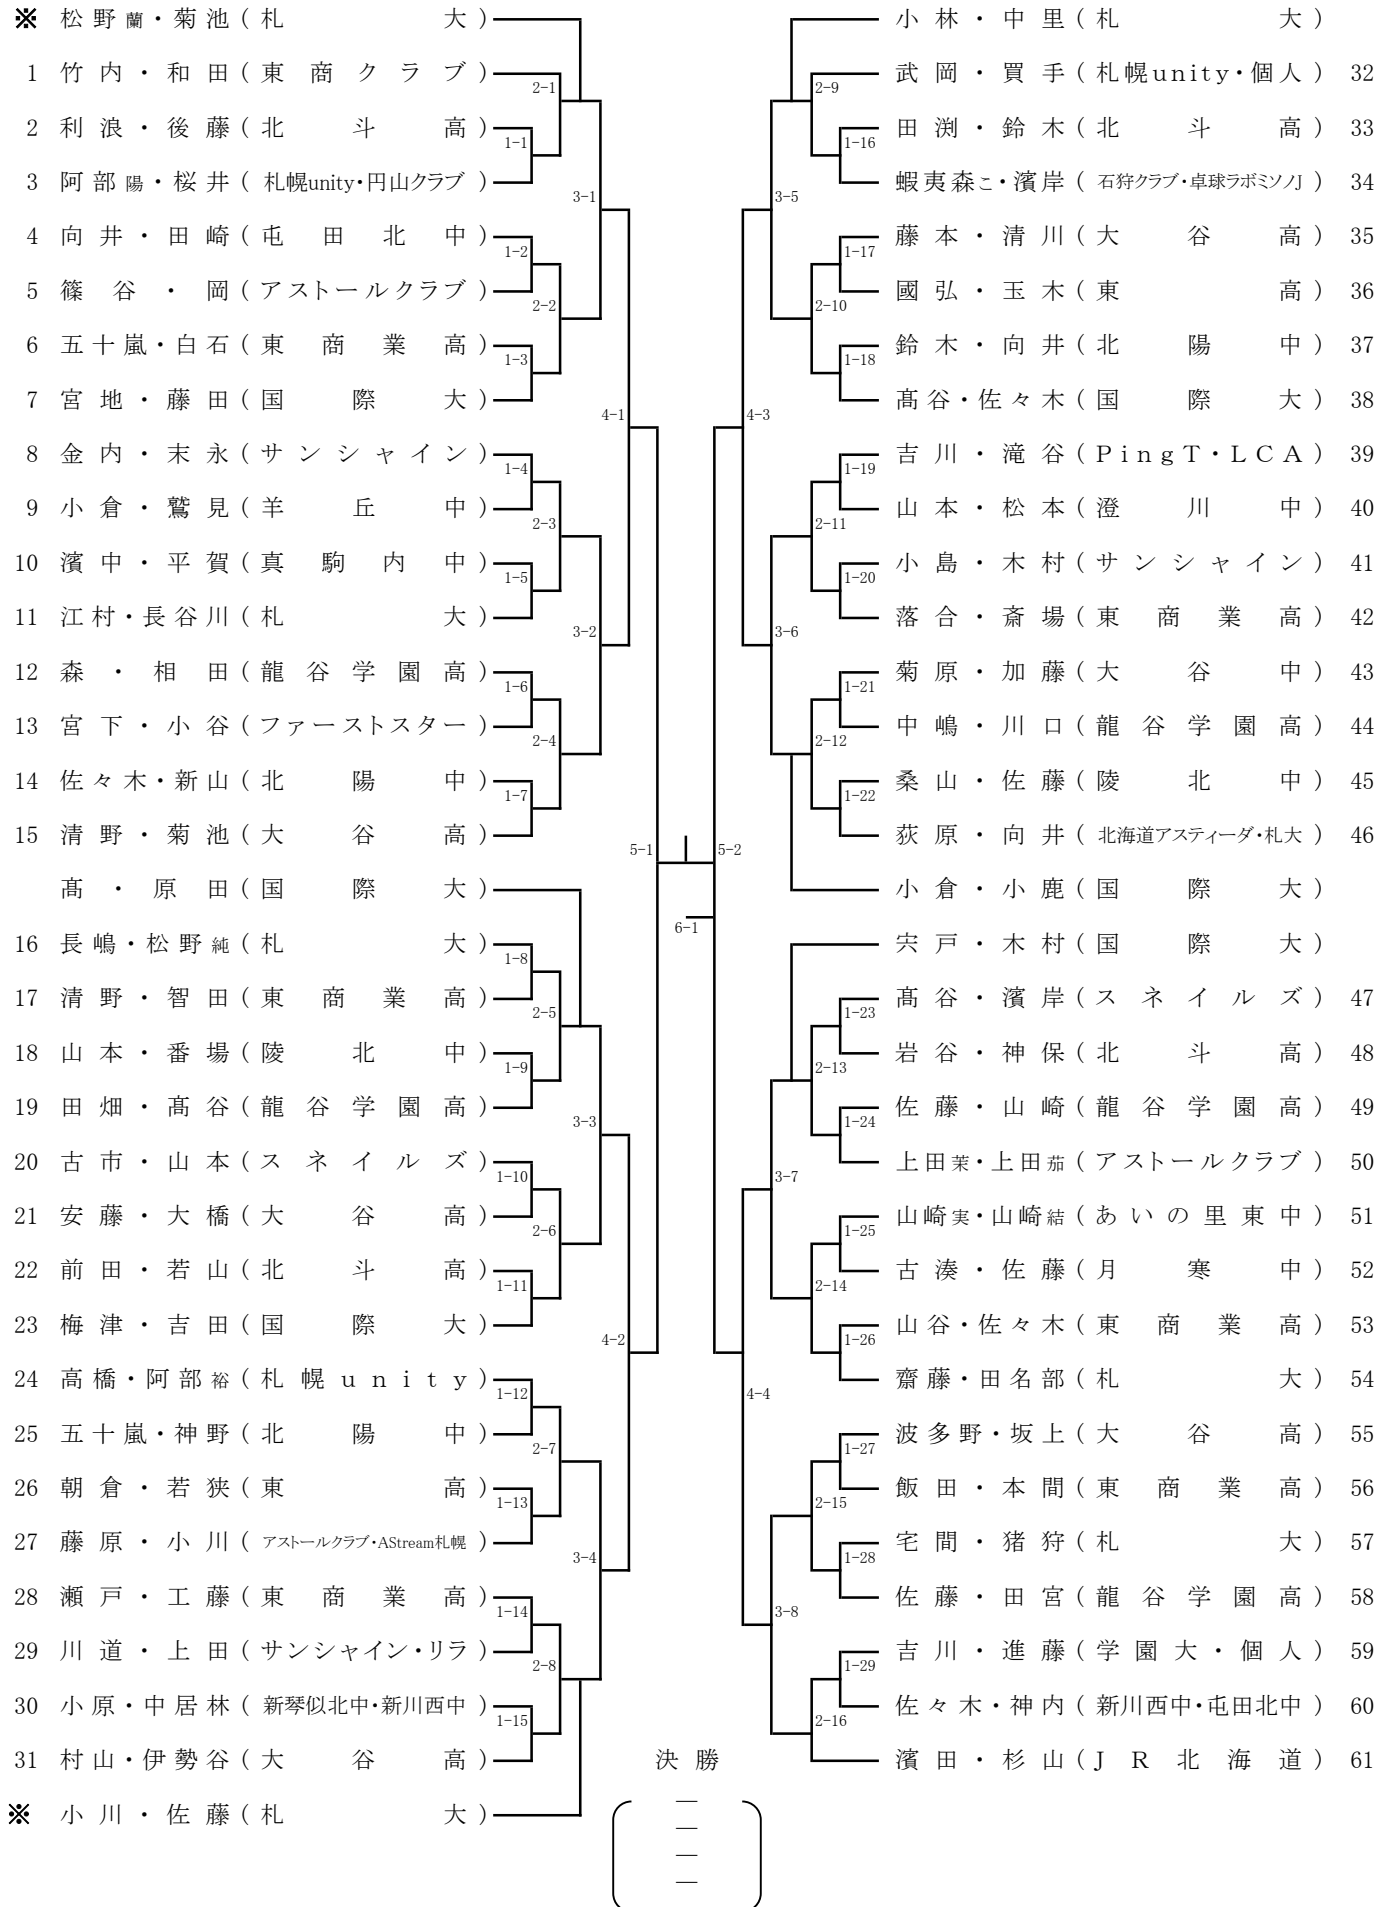 ※ 松野蘭・菊池(札大)
1 竹内・和田(東商クラブ)
2-1
2 利浪・後藤(北斗高)
1-1
3 阿部陽・桜井(札幌unity・円山クラブ)
3-1
4 向井・田崎(屯田北中)
1-2
5 篠谷・岡(アストールクラブ)
2-2
6 五十嵐・白石(東商業高)
1-3
7 宮地・藤田(国際大)
4-1
8 金内・末永(サンシャイン)
1-4
9 小倉・鷲見(羊丘中)
2-3
10 濱中・平賀(真駒内中)
1-5
11 江村・長谷川(札大)
3-2
12 森・相田(龍谷学園高)
1-6
13 宮下・小谷(ファーストスター)
2-4
14 佐々木・新山(北陽中)
1-7
15 清野・菊池(大谷高)
5-1
髙・原田(国際大)
16 長嶋・松野純(札大)
1-8
17 清野・智田(東商業高)
2-5
18 山本・番場(陵北中)
1-9
19 田畑・髙谷(龍谷学園高)
3-3
20 古市・山本(スネイルズ)
1-10
21 安藤・大橋(大谷高)
2-6
22 前田・若山(北斗高)
1-11
23 梅津・吉田(国際大)
4-2
24 高橋・阿部裕(札幌unity)
1-12
25 五十嵐・神野(北陽中)
2-7
26 朝倉・若狭(東高)
1-13
27 藤原・小川(アストールクラブ・AStream札幌)
3-4
28 瀬戸・工藤(東商業高)
1-14
29 川道・上田(サンシャイン・リラ)
2-8
30 小原・中居林(新琴似北中・新川西中)
1-15
31 村山・伊勢谷(大谷高)
※ 小川・佐藤(札大)
小林・中里(札大)
武岡・買手(札幌unity・個人) 32
2-9
田渕・鈴木(北斗高) 33
1-16
蝦夷森こ・濱岸(石狩クラブ・卓球ラボミソノJ) 34
3-5
藤本・清川(大谷高) 35
1-17
國弘・玉木(東高) 36
2-10
鈴木・向井(北陽中) 37
1-18
髙谷・佐々木(国際大) 38
4-3
吉川・滝谷(PingT・LCA) 39
1-19
山本・松本(澄川中) 40
2-11
小島・木村(サンシャイン) 41
1-20
落合・斎場(東商業高) 42
3-6
菊原・加藤(大谷中) 43
1-21
中嶋・川口(龍谷学園高) 44
2-12
桑山・佐藤(陵北中) 45
1-22
荻原・向井(北海道アスティーダ・札大) 46
5-2
小倉・小鹿(国際大)
6-1
宍戸・木村(国際大)
髙谷・濱岸(スネイルズ) 47
1-23
岩谷・神保(北斗高) 48
2-13
佐藤・山崎(龍谷学園高) 49
1-24
上田茉・上田茄(アストールクラブ) 50
3-7
山崎実・山崎結(あいの里東中) 51
1-25
古湊・佐藤(月寒中) 52
2-14
山谷・佐々木(東商業高) 53
1-26
齋藤・田名部(札大) 54
4-4
波多野・坂上(大谷高) 55
1-27
飯田・本間(東商業高) 56
2-15
宅間・猪狩(札大) 57
1-28
佐藤・田宮(龍谷学園高) 58
3-8
吉川・進藤(学園大・個人) 59
1-29
佐々木・神内(新川西中・屯田北中) 60
2-16
濱田・杉山(JR北海道) 61
決勝
―
―
―
―